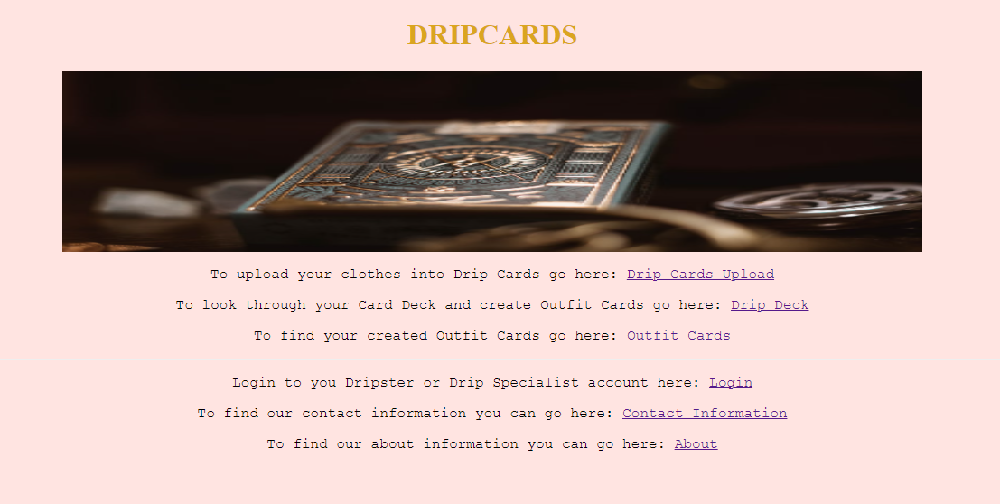 DRIPCARDS
To upload your clothes into Drip Cards go here: Drip Cards Upload
To look through your Card Deck and create Outfit Cards go here: Drip Deck
To find your created Outfit Cards go here: Outfit Cards
Login to you Dripster or Drip Specialist account here: Login
To find our contact information you can go here: Contact Information
To find our about information you can go here: About